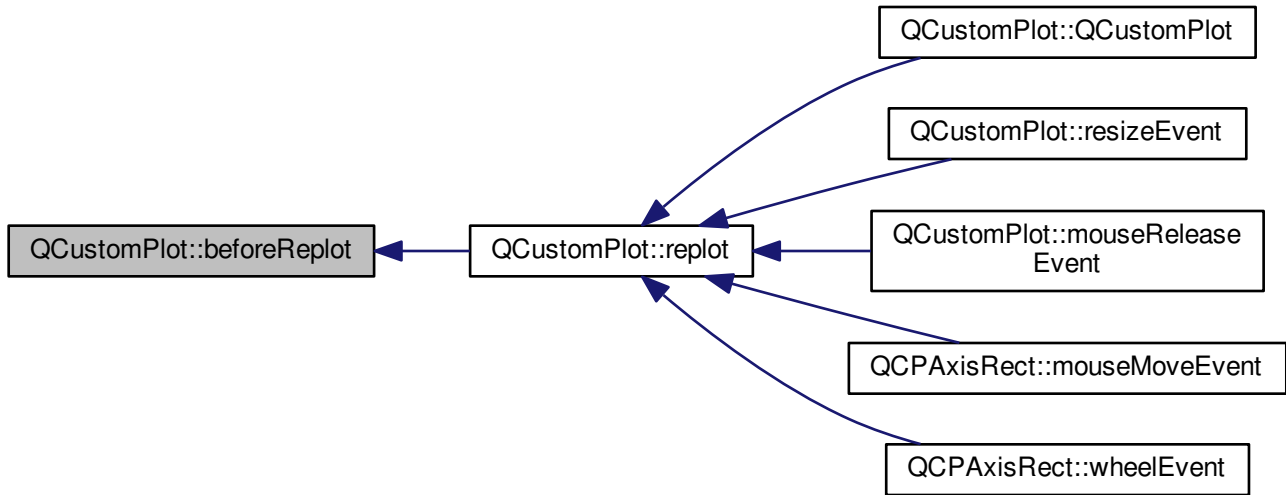 QCustomPlot::QCustomPlot
QCustomPlot::resizeEvent
QCustomPlot::beforeReplot
QCustomPlot::replot
QCustomPlot::mouseRelease
Event
QCPAxisRect::mouseMoveEvent
QCPAxisRect::wheelEvent